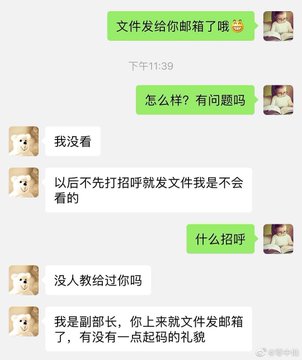 文件发给你邮箱了哦😄
下午11:39
怎么样？有问题吗
我没看
以后不先打招呼就发文件我是不会
看的
什么招呼
没人教给过你吗
我是副部长，你上来就文件发邮箱
了，有没有一点起码的礼貌